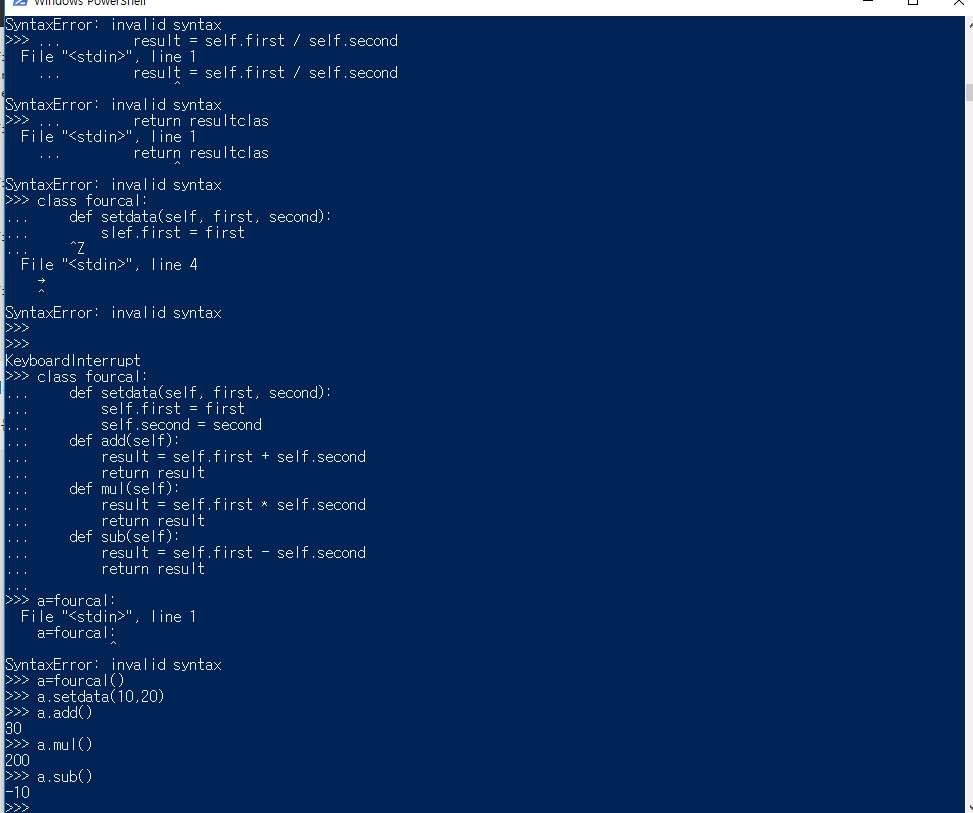 Windows PowerShell
SyntaxError: invalid syntax
>>> ...         result = self.first / self.second
  File "<stdin>", line 1
    ...         result = self.first / self.second
                     ^
SyntaxError: invalid syntax
>>> ...         return resultclas
  File "<stdin>", line 1
    ...         return resultclas
                     ^
SyntaxError: invalid syntax
>>> class fourcal:
...     def setdata(self, first, second):
...         slef.first = first
...     ^Z
  File "<stdin>", line 4
    →
    ^
SyntaxError: invalid syntax
>>>
>>>
KeyboardInterrupt
>>> class fourcal:
...     def setdata(self, first, second):
...         self.first = first
...         self.second = second
...     def add(self):
...         result = self.first + self.second
...         return result
...     def mul(self):
...         result = self.first * self.second
...         return result
...     def sub(self):
...         result = self.first - self.second
...         return result
...
>>> a=fourcal:
  File "<stdin>", line 1
    a=fourcal:
             ^
SyntaxError: invalid syntax
>>> a=fourcal()
>>> a.setdata(10,20)
>>> a.add()
30
>>> a.mul()
200
>>> a.sub()
-10
>>>